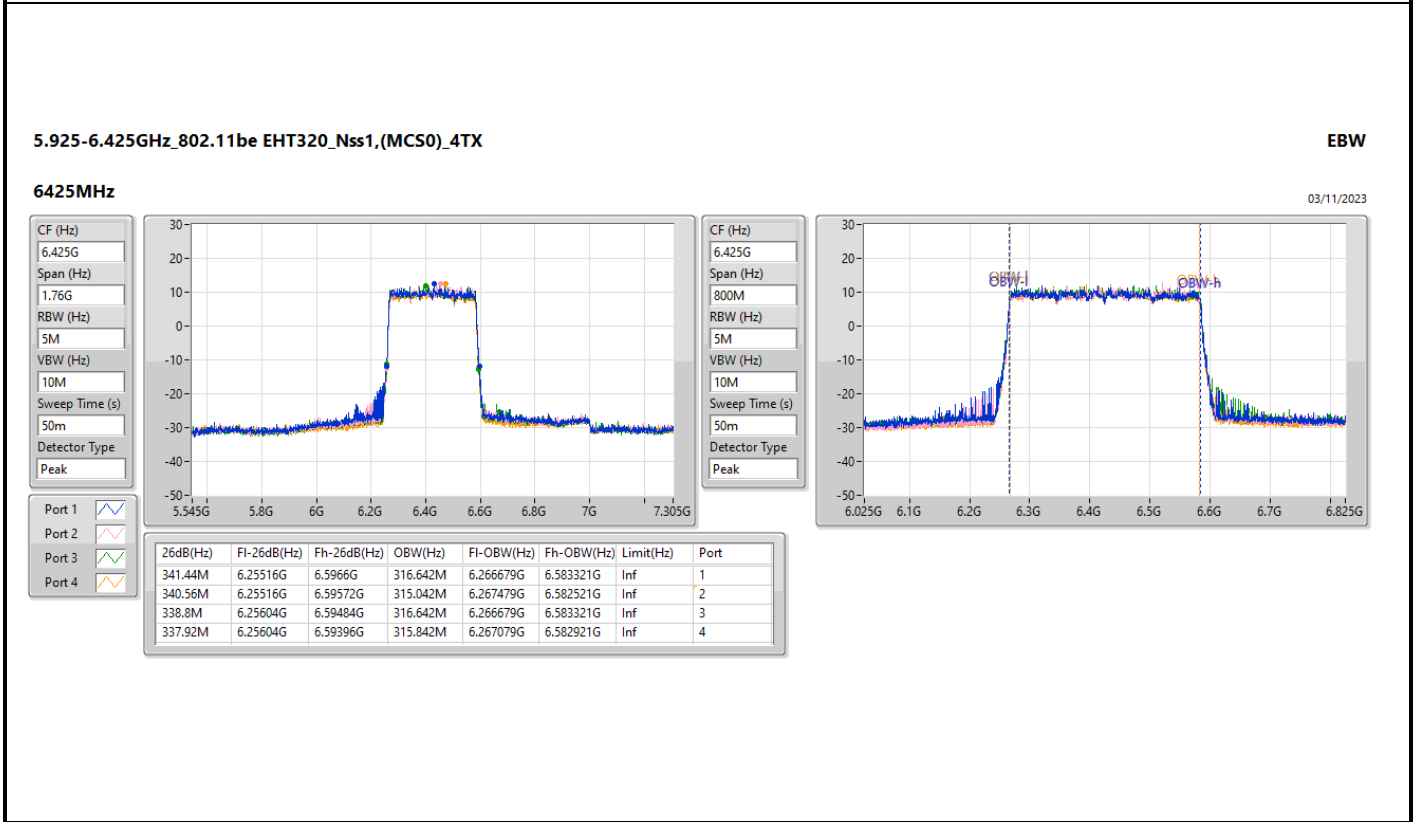 5.925-6.425GHz_802.11be EHT320_Nss1,(MCS0)_4TX EBW
6425MHz
03/11/2023
CF (Hz)
6.425G
Span (Hz)
1.76G
RBW (Hz)
5M
VBW (Hz)
10M
Sweep Time (s)
50m
Detector Type
Peak
30
20
10
0
-10
-20
-30
-40
-50
5.545G 5.8G 6G 6.2G 6.4G 6.6G 6.8G 7G 7.305G
CF (Hz)
6.425G
Span (Hz)
800M
RBW (Hz)
5M
VBW (Hz)
10M
Sweep Time (s)
50m
Detector Type
Peak
30
20
10
0
-10
-20
-30
-40
-50
OBW-l OBW-h
6.025G 6.1G 6.2G 6.3G 6.4G 6.5G 6.6G 6.7G 6.825G
Port 1
Port 2
Port 3
Port 4
26dB(Hz) Fl-26dB(Hz) Fh-26dB(Hz) OBW(Hz) Fl-OBW(Hz) Fh-OBW(Hz) Limit(Hz) Port
341.44M 6.25516G 6.5966G 316.642M 6.266679G 6.583321G Inf 1
340.56M 6.25516G 6.59572G 315.042M 6.267479G 6.582521G Inf 2
338.8M 6.25604G 6.59484G 316.642M 6.266679G 6.583321G Inf 3
337.92M 6.25604G 6.59396G 315.842M 6.267079G 6.582921G Inf 4